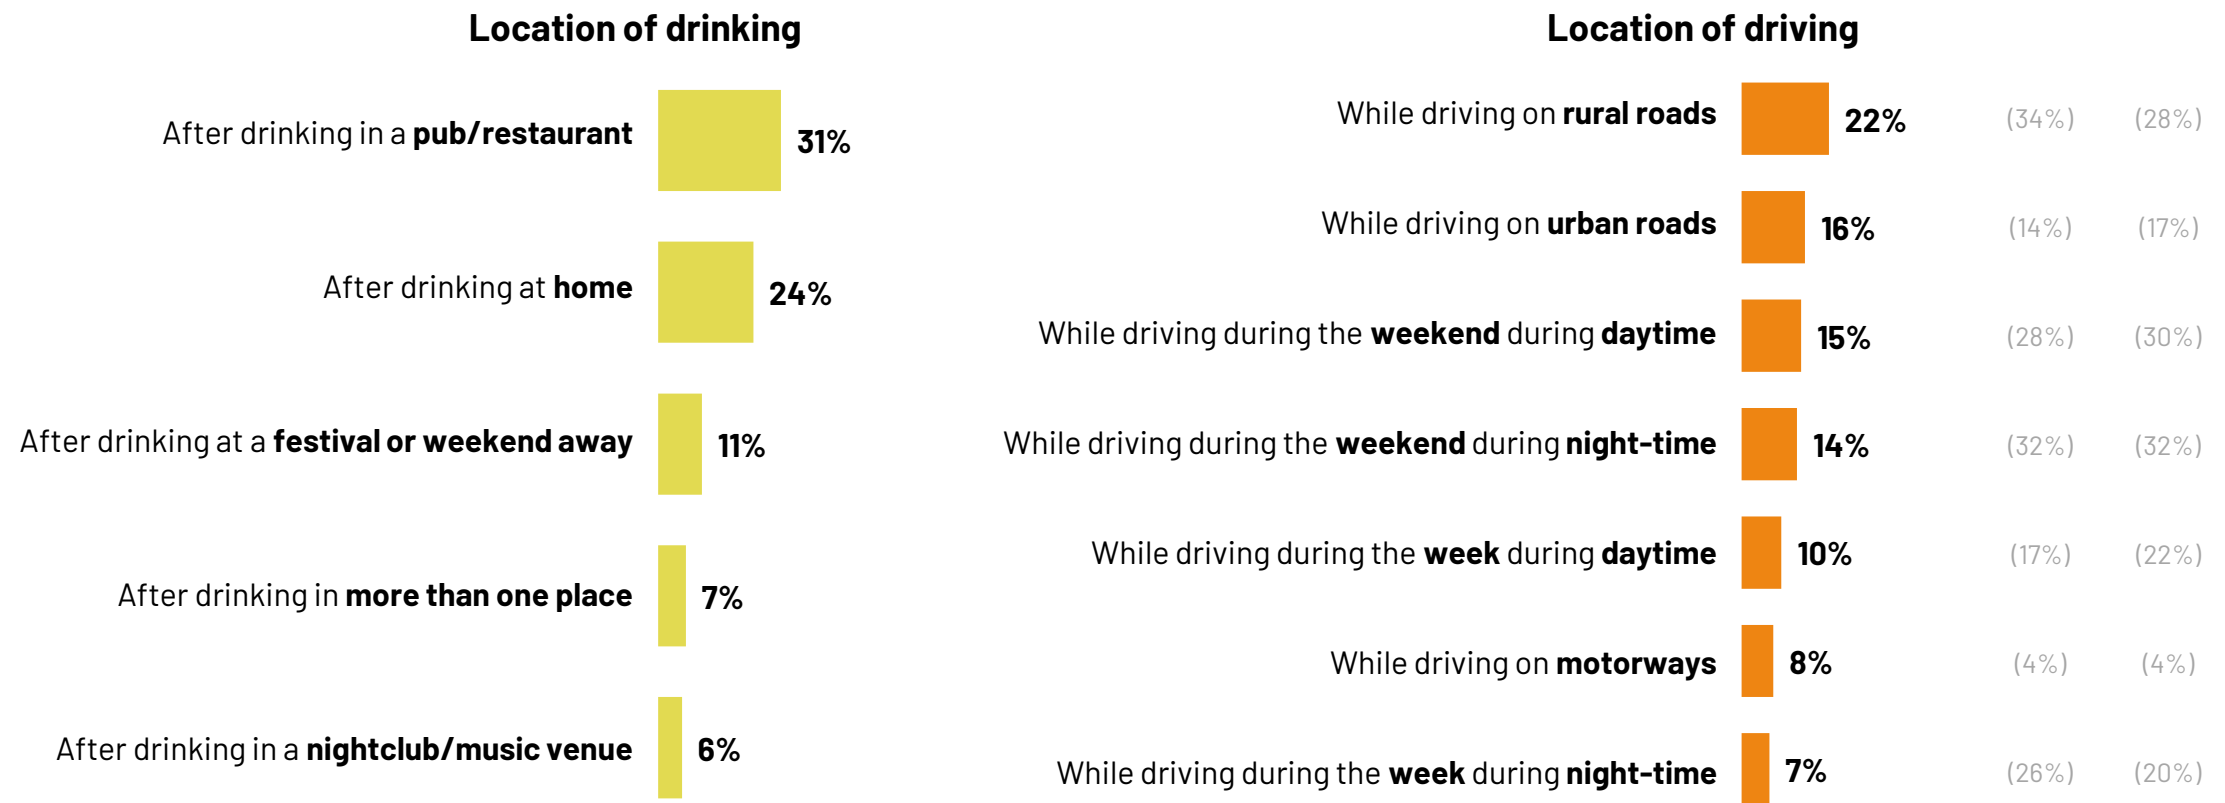 Location of drinking
After drinking in a pub/restaurant 31%
After drinking at home 24%
After drinking at a festival or weekend away 11%
After drinking in more than one place 7%
After drinking in a nightclub/music venue 6%
Location of driving
While driving on rural roads 22% (34%) (28%)
While driving on urban roads 16% (14%) (17%)
While driving during the weekend during daytime 15% (28%) (30%)
While driving during the weekend during night-time 14% (32%) (32%)
While driving during the week during daytime 10% (17%) (22%)
While driving on motorways 8% (4%) (4%)
While driving during the week during night-time 7% (26%) (20%)